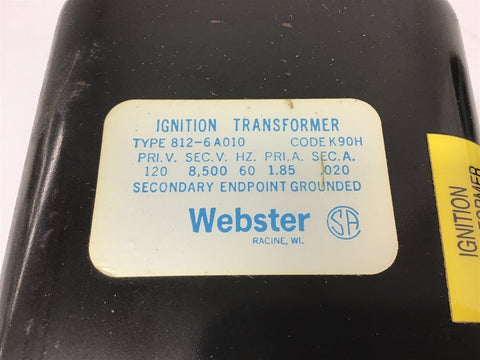 IGNITION TRANSFORMER
TYPE 812-6A010 CODE K90H
PRI.V. SEC.V. HZ. PRI.A. SEC.A.
120 8,500 60 1.85 .020
SECONDARY ENDPOINT GROUNDED
Webster SA
RACINE, WI.
IGNITION